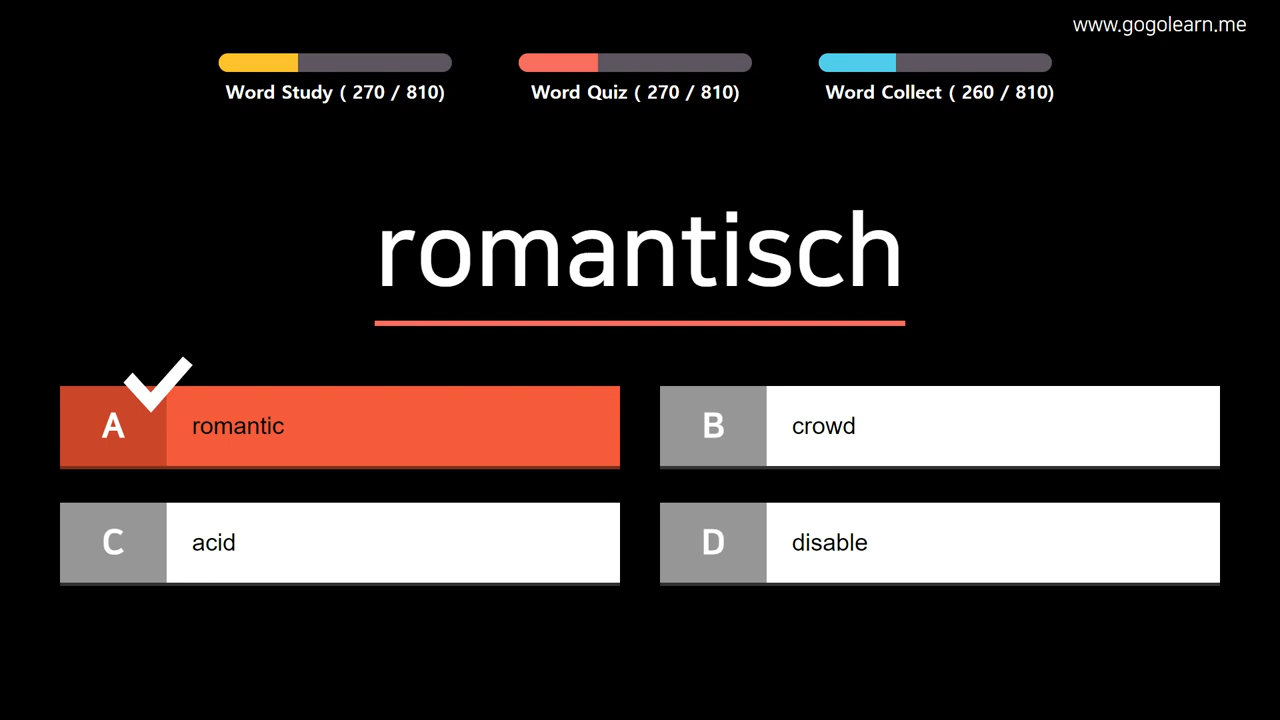 www.gogolearn.me
Word Study ( 270 / 810)
Word Quiz ( 270 / 810)
Word Collect ( 260 / 810)
romantisch
A romantic
B crowd
C acid
D disable